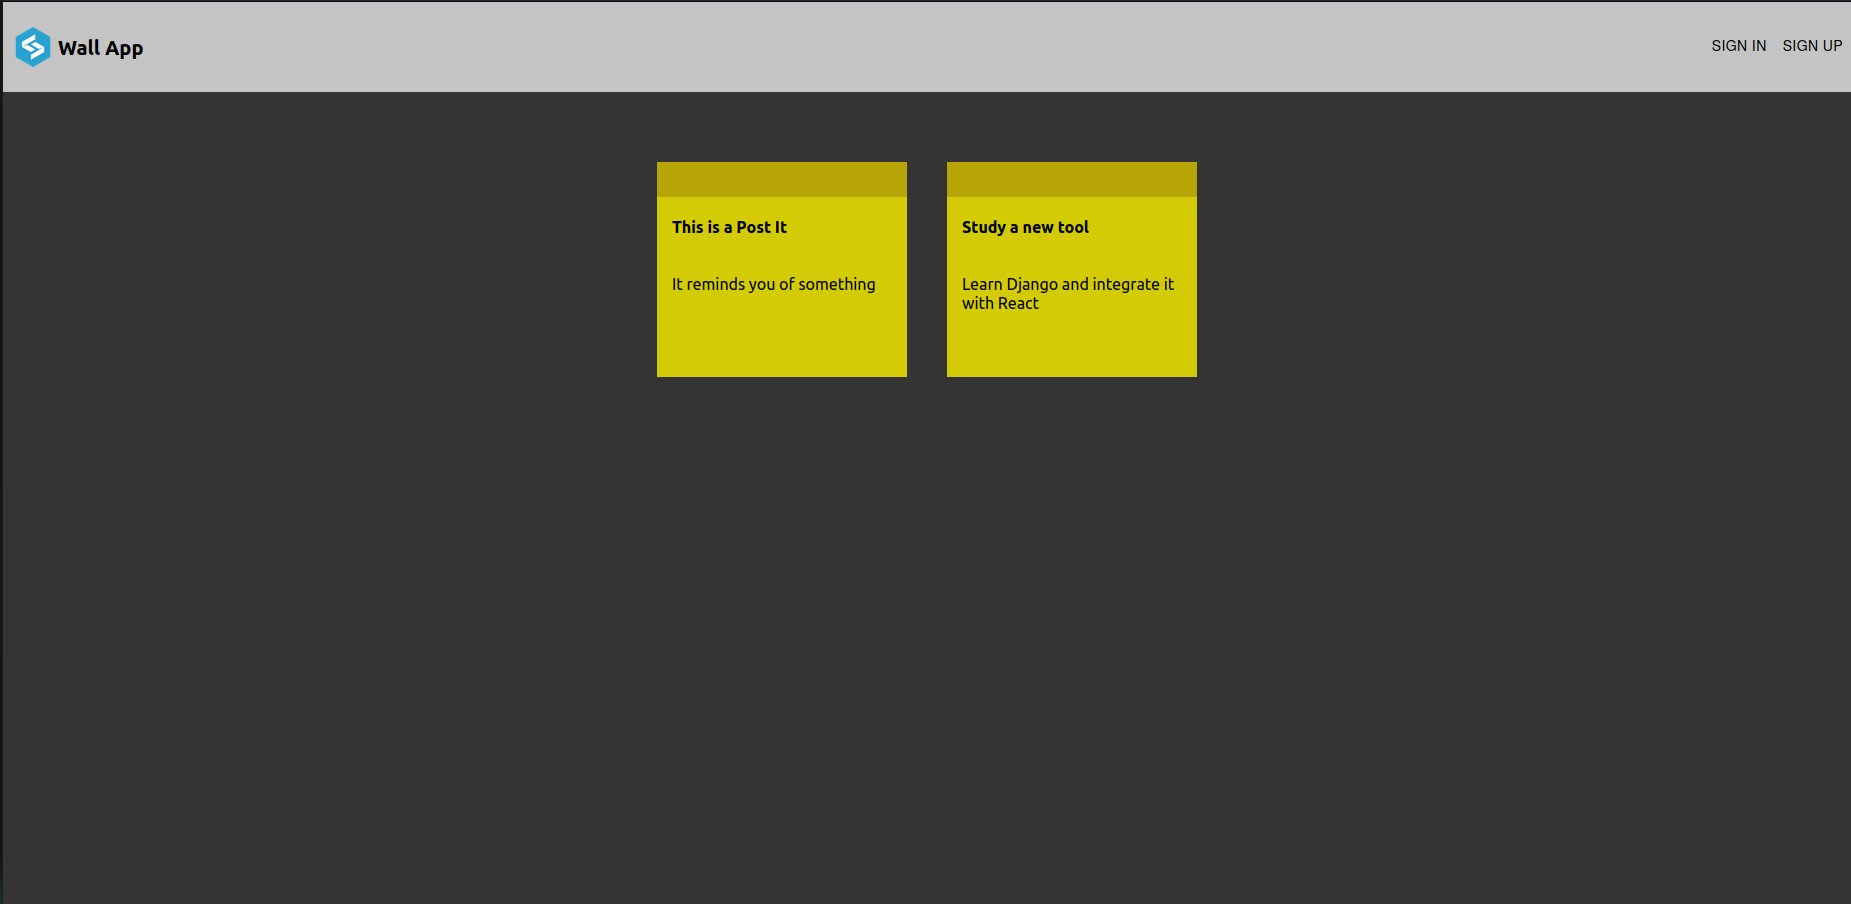 Wall App
SIGN IN SIGN UP
This is a Post It
It reminds you of something
Study a new tool
Learn Django and integrate it
with React